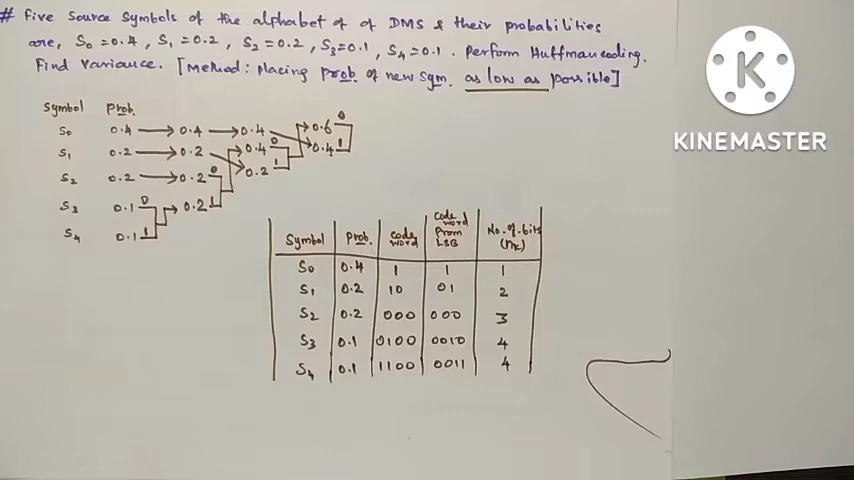 # Five Source Symbols of the alphabet of of DMS & their probabilities
are, S0 = 0.4, S1 = 0.2, S2 = 0.2, S3 = 0.1, S4 = 0.1. Perform Huffman coding.
Find Variance. [Method: Placing Prob. of new Sym. as low as possible]
Symbol Prob.
S0 0.4 → 0.4 → 0.4 → 0.6 0
S1 0.2 → 0.2 → 0.4 0 → 0.4 1
S2 0.2 → 0.2 0 → 0.2 1
S3 0.1 0 → 0.2 1
S4 0.1 1
Symbol Prob. Code word Code word From LSB No. of bits (nk)
S0 0.4 1 1 1
S1 0.2 10 01 2
S2 0.2 000 000 3
S3 0.1 0100 0010 4
S4 0.1 1100 0011 4
K
KINEMASTER